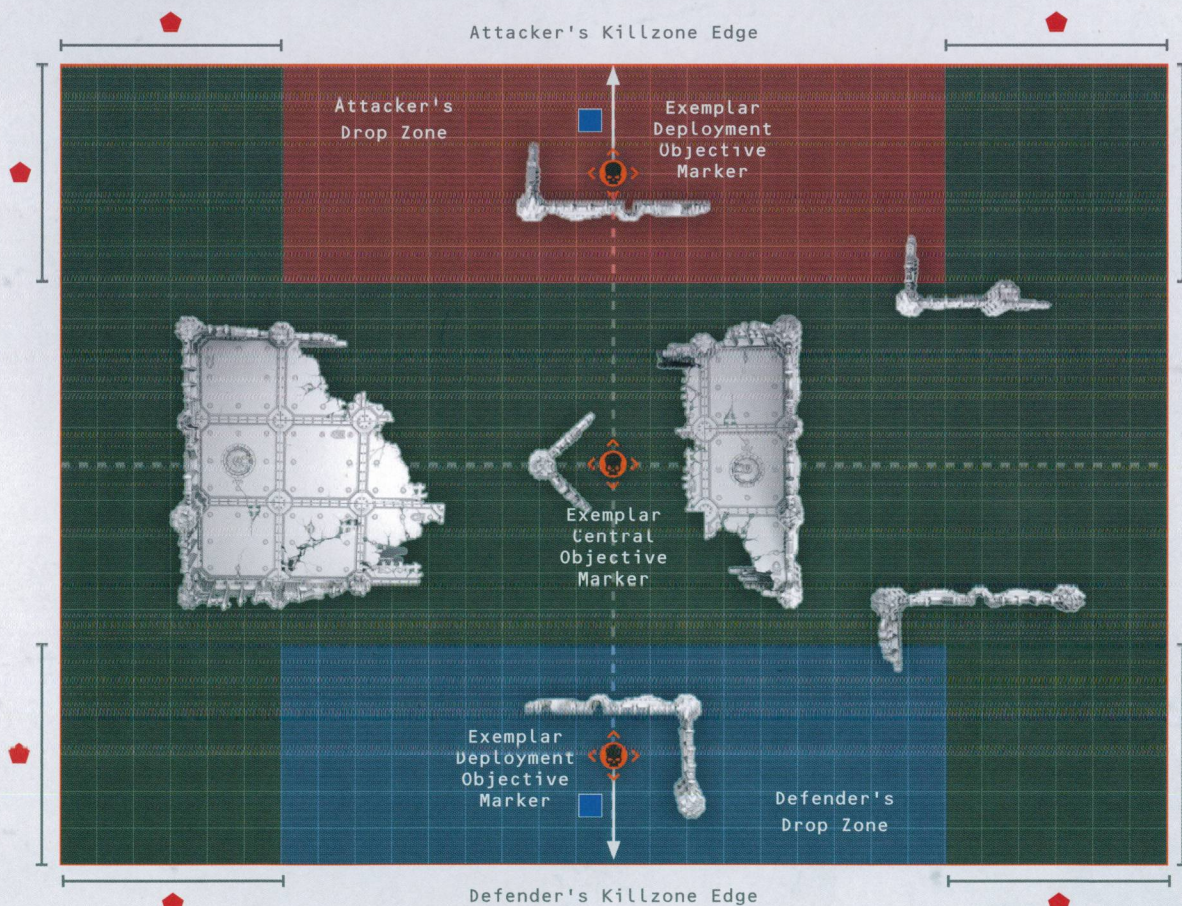 Attacker's Killzone Edge
Attacker's
Drop Zone
Exemplar
Deployment
Objective
Marker
Exemplar
Central
Objective
Marker
Exemplar
Deployment
Objective
Marker
Defender's
Drop Zone
Defender's Killzone Edge